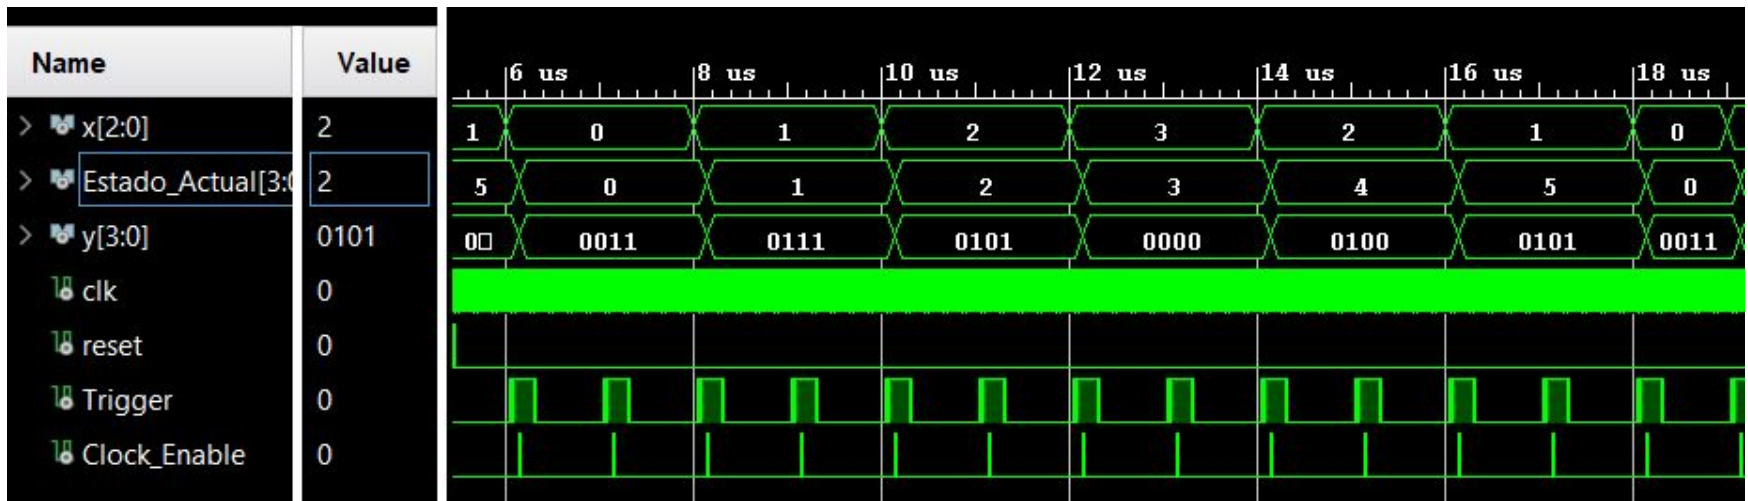 Name Value 6 us 8 us 10 us 12 us 14 us 16 us 18 us
x[2:0] 2 1 0 1 2 3 2 1 0
Estado_Actual[3:0 2 5 0 1 2 3 4 5 0
y[3:0] 0101 0 0011 0111 0101 0000 0100 0101 0011
clk 0
reset 0
Trigger 0
Clock_Enable 0